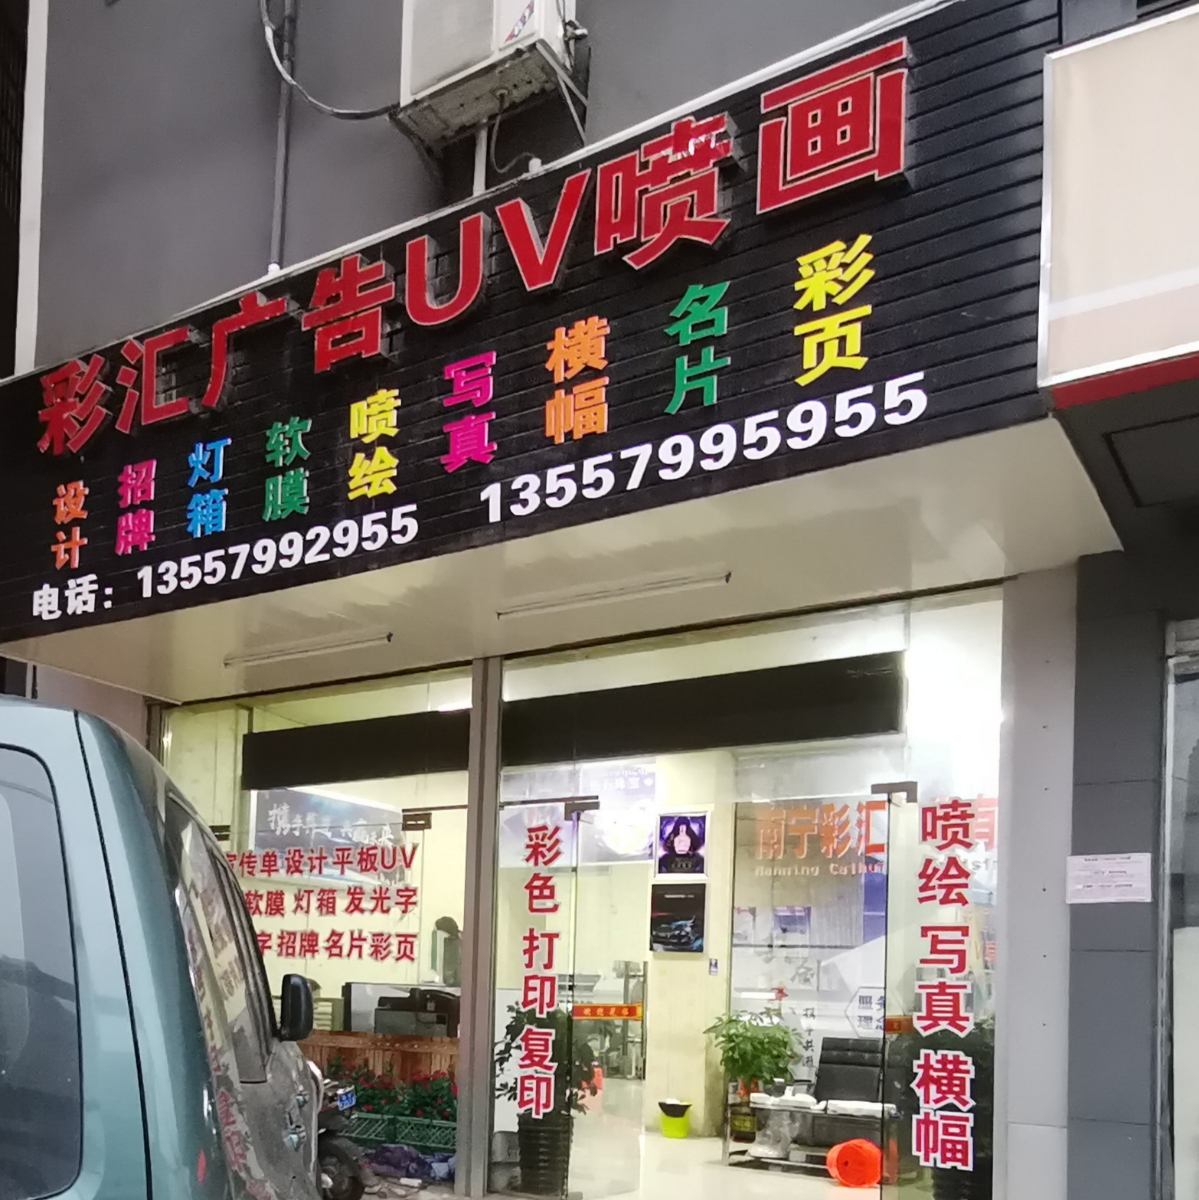 彩汇广告UV喷画
设计 招牌 灯箱 软膜 喷绘 写真 横幅 名片 彩页
电话：13557992955 13557995955
宣传单 设计 平板UV
软膜 灯箱 发光字
字 招牌 名片彩页
彩色 打印 复印
南宁彩汇
Nanning Caihui
喷绘 写真 横幅